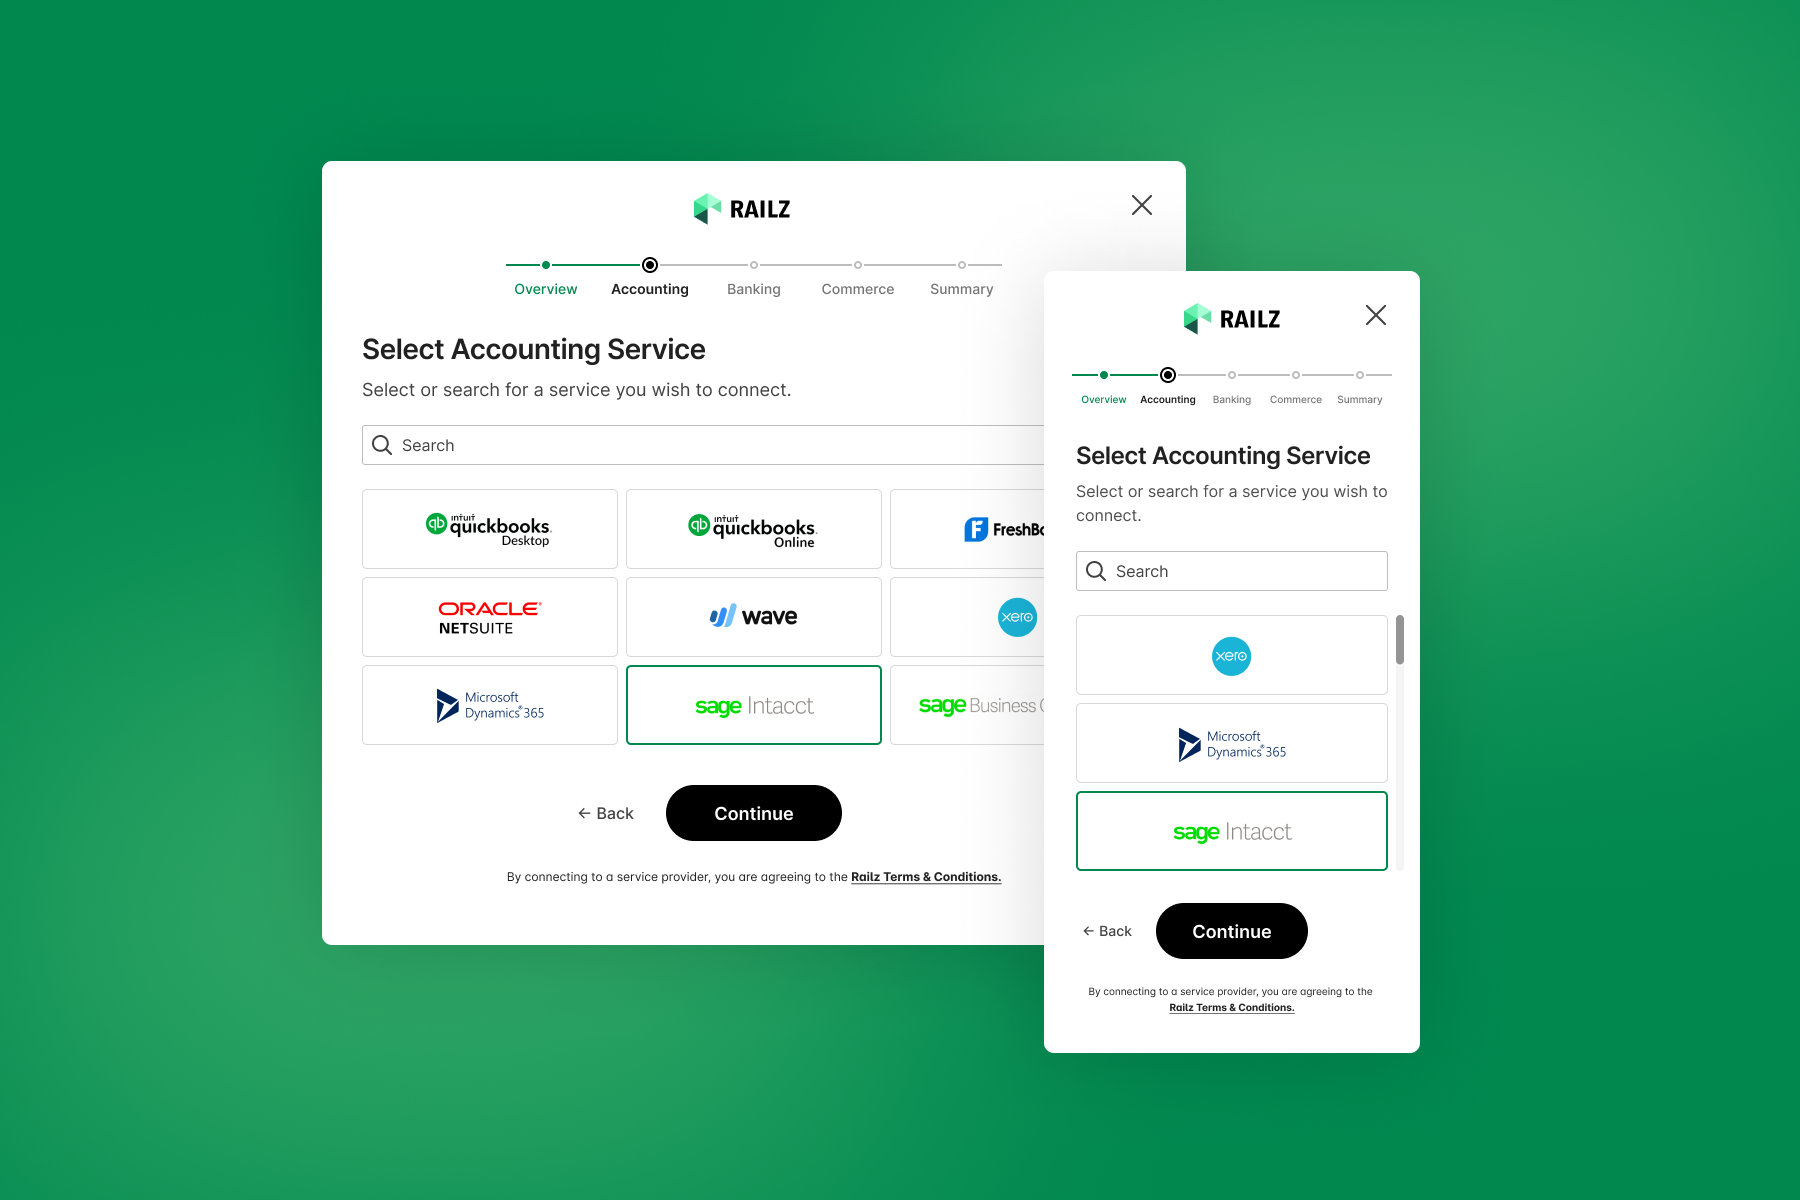 RAILZ
Overview
Accounting
Banking
Commerce
Summary
Select Accounting Service
Select or search for a service you wish to connect.
Search
intuit
quickbooks.
Desktop
intuit
quickbooks.
Online
FreshBo
ORACLE®
NETSUITE
wave
xero
Microsoft
Dynamics®365
sage Intacct
sage Business
← Back
Continue
By connecting to a service provider, you are agreeing to the Railz Terms & Conditions.
RAILZ
Overview
Accounting
Banking
Commerce
Summary
Select Accounting Service
Select or search for a service you wish to
connect.
Search
xero
Microsoft
Dynamics®365
sage Intacct
← Back
Continue
By connecting to a service provider, you are agreeing to the
Railz Terms & Conditions.